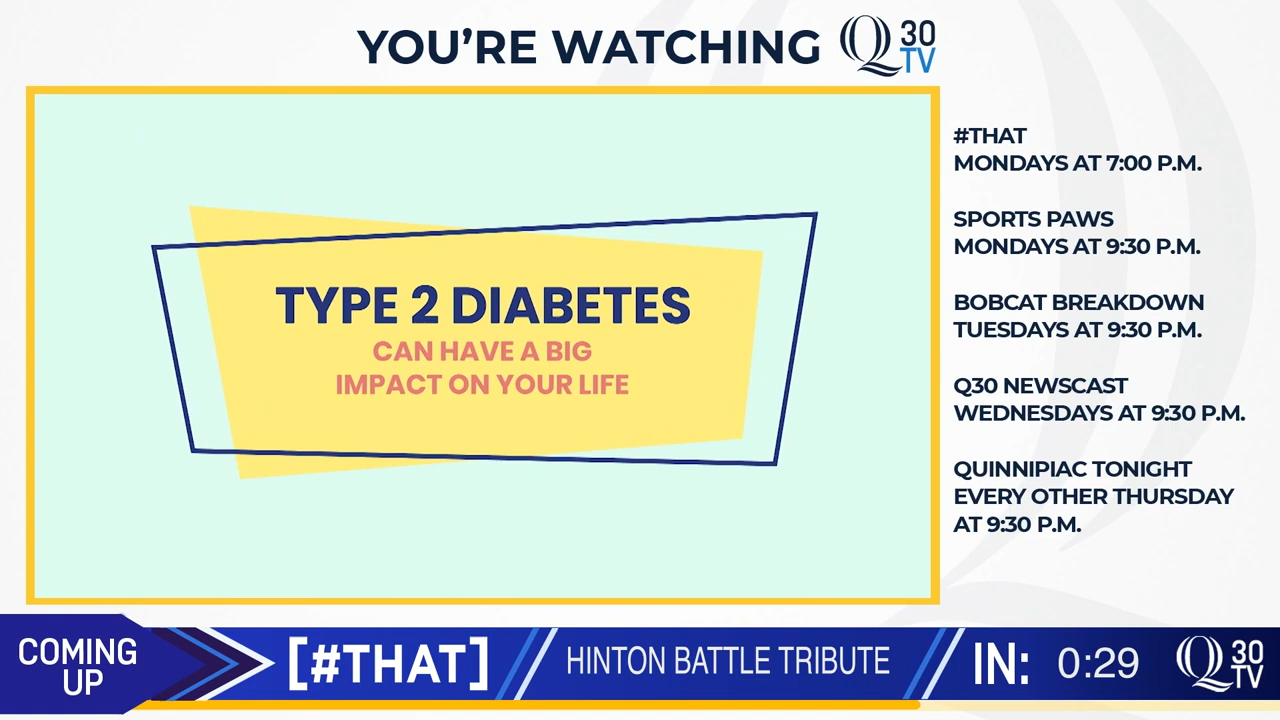 YOU'RE WATCHING Q 30 TV
TYPE 2 DIABETES
CAN HAVE A BIG
IMPACT ON YOUR LIFE
#THAT
MONDAYS AT 7:00 P.M.
SPORTS PAWS
MONDAYS AT 9:30 P.M.
BOBCAT BREAKDOWN
TUESDAYS AT 9:30 P.M.
Q30 NEWSCAST
WEDNESDAYS AT 9:30 P.M.
QUINNIPIAC TONIGHT
EVERY OTHER THURSDAY
AT 9:30 P.M.
COMING
UP
[#THAT] HINTON BATTLE TRIBUTE IN: 0:29 Q 30 TV